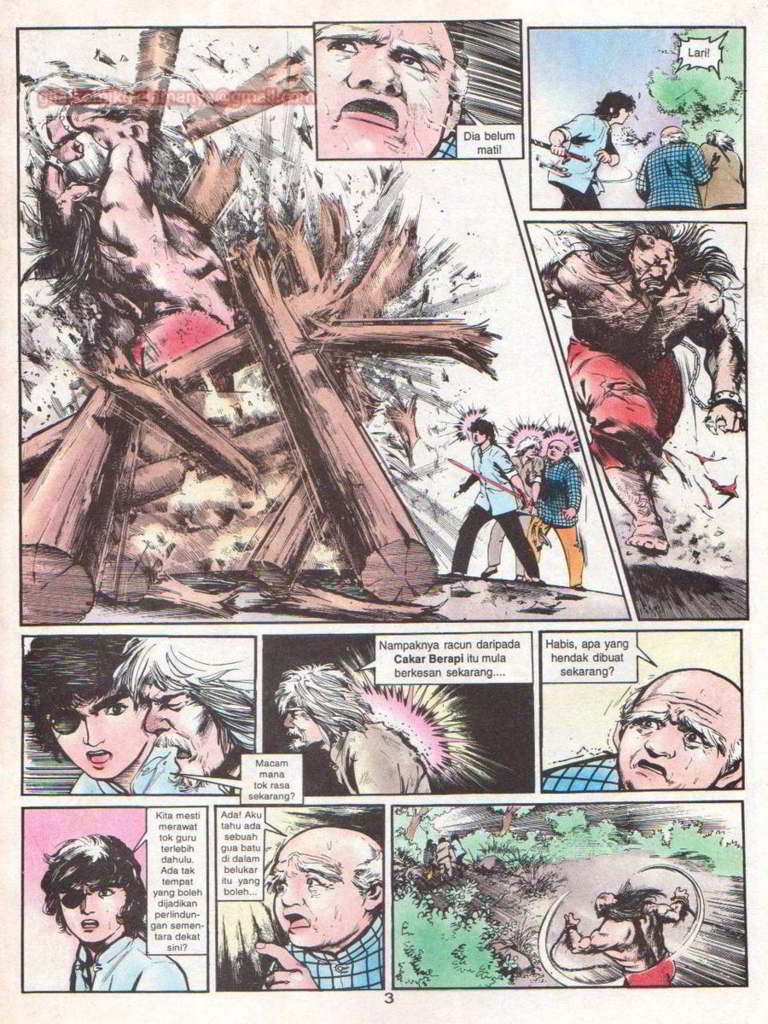 Dia belum
mati!
Lari!
Macam
mana
tok rasa
sekarang?
Nampaknya racun daripada
Cakar Berapi itu mula
berkesan sekarang....
Habis, apa yang
hendak dibuat
sekarang?
Kita mesti
merawat
tok guru
terlebih
dahulu.
Ada tak
tempat
yang boleh
dijadikan
perlindun-
gan semen-
tara dekat
sini?
Ada! Aku
tahu ada
sebuah
gua batu
di dalam
belukar
itu yang
boleh...
3